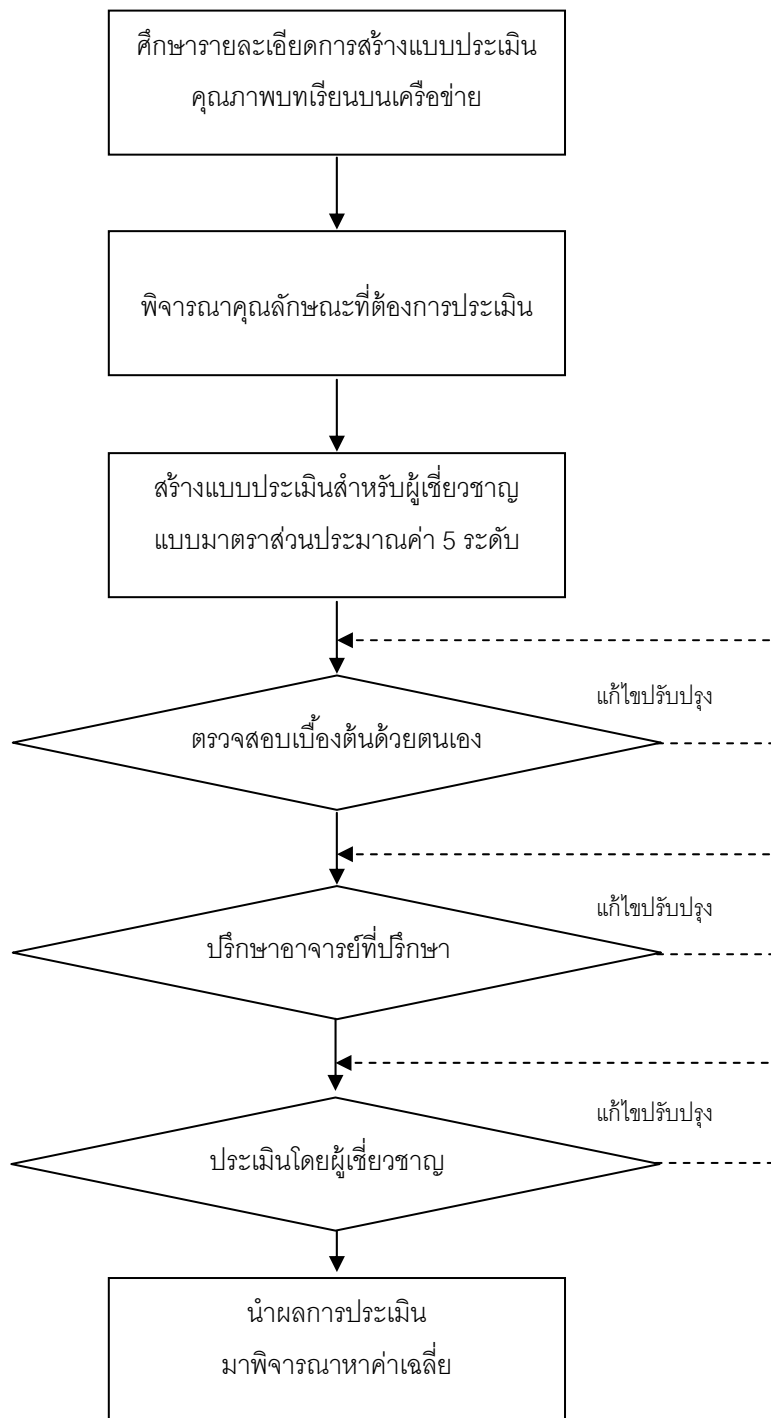 ศึกษารายละเอียดการสร้างแบบประเมิน
คุณภาพบทเรียนบนเครือข่าย
พิจารณาคุณลักษณะที่ต้องการประเมิน
สร้างแบบประเมินสำหรับผู้เชี่ยวชาญ
แบบมาตราส่วนประมาณค่า 5 ระดับ
แก้ไขปรับปรุง
ตรวจสอบเบื้องต้นด้วยตนเอง
แก้ไขปรับปรุง
ปรึกษาอาจารย์ที่ปรึกษา
แก้ไขปรับปรุง
ประเมินโดยผู้เชี่ยวชาญ
นำผลการประเมิน
มาพิจารณาหาค่าเฉลี่ย